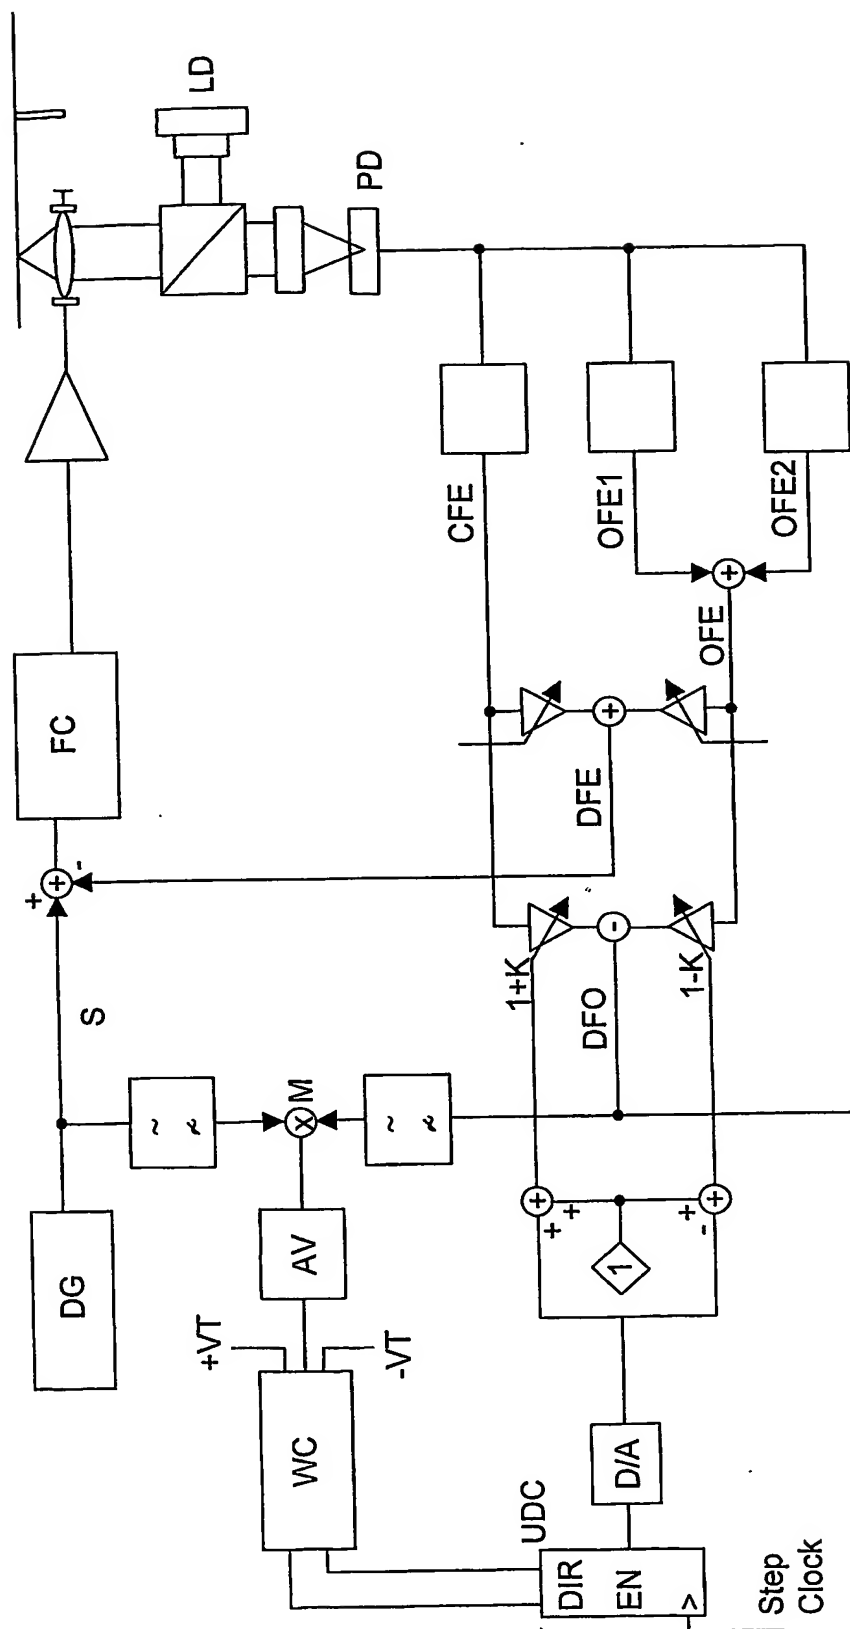 LD
PD
FC
CFE
OFE1
OFE2
+
OFE
+
DFE
+
+
-
S
1+K
-
DFO
1-K
DG
~
~
x
M
~
~
AV
+VT
-VT
WC
+
+
+
1
+
+
-
D/A
UDC
DIR
EN
>
Step
Clock